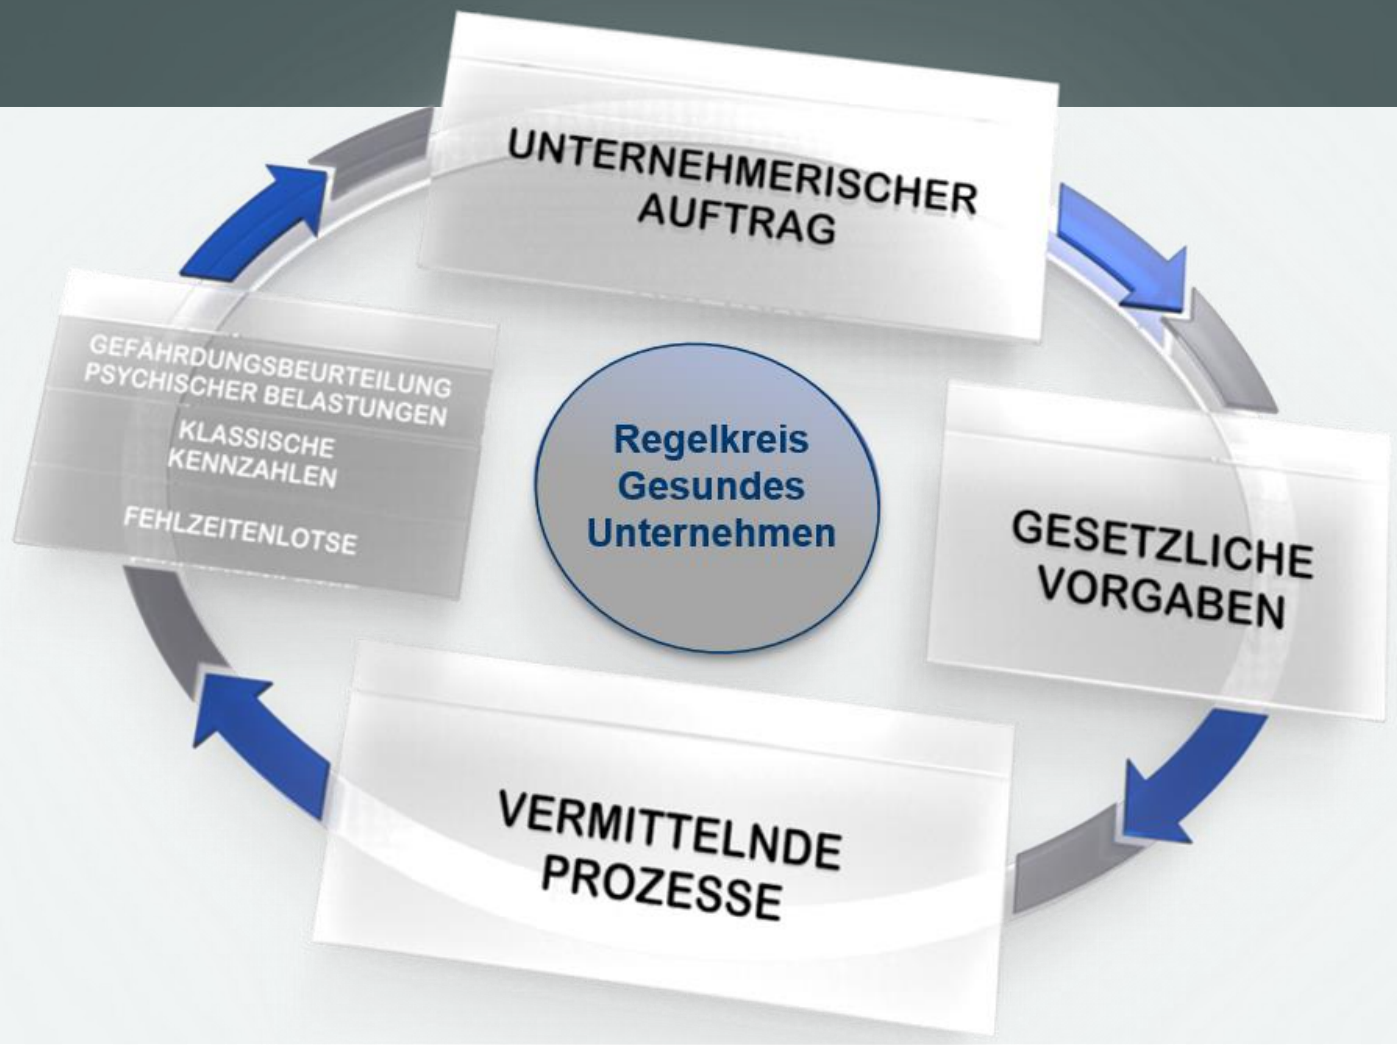 UNTERNEHMERISCHER
AUFTRAG
GEFÄHRDUNGSBEURTEILUNG
PSYCHISCHER BELASTUNGEN
KLASSISCHE
KENNZAHLEN
FEHLZEITENLOTSE
Regelkreis
Gesundes
Unternehmen
GESETZLICHE
VORGABEN
VERMITTELNDE
PROZESSE